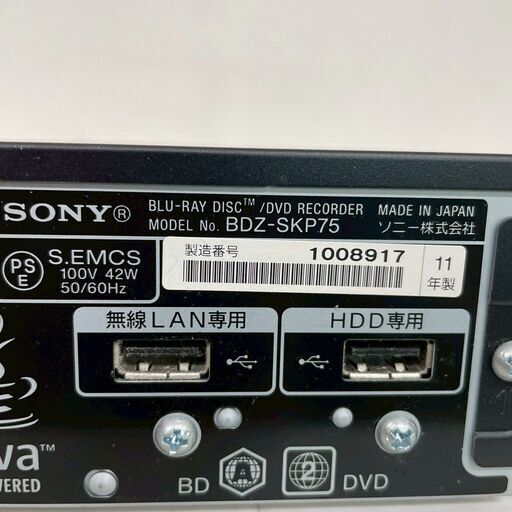 SONY®
BLU-RAY DISC™ /DVD RECORDER
MODEL No. BDZ-SKP75
MADE IN JAPAN
ソニー株式会社
PS
E
S.EMCS
100V 42W
50/60Hz
製造番号
1008917
11
年製
無線LAN専用
HDD専用
va™
WERED
BD
A
2
DVD